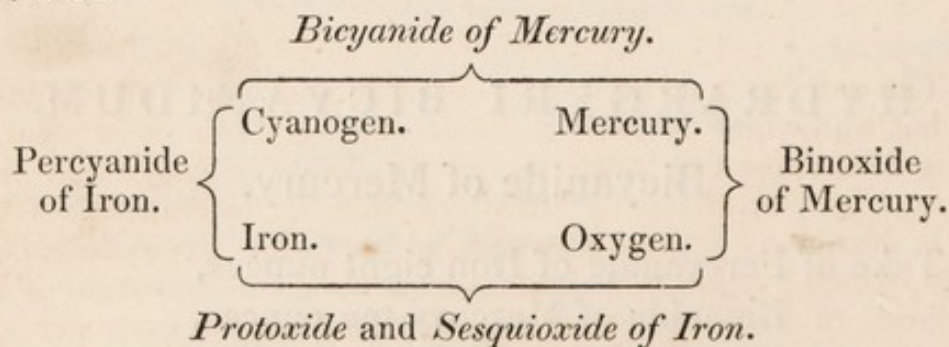 Bicyanide of Mercury.
Cyanogen. Mercury.
Percyanide of Iron.
Binoxide of Mercury.
Iron. Oxygen.
Protoxide and Sesquioxide of Iron.